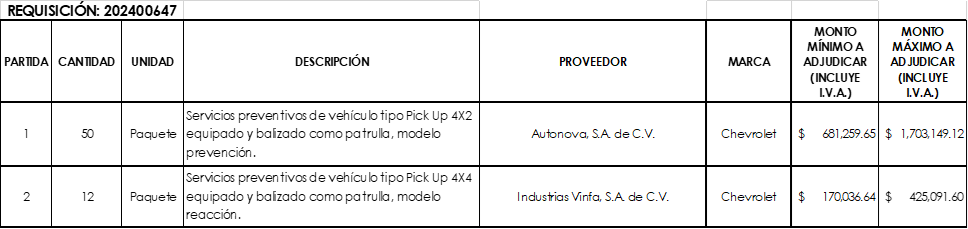 REQUISICIÓN: 202400647
PARTIDA CANTIDAD UNIDAD DESCRIPCIÓN PROVEEDOR MARCA MONTO MÍNIMO A ADJUDICAR (INCLUYE I.V.A.) MONTO MÁXIMO A ADJUDICAR (INCLUYE I.V.A.)
1 50 Paquete Servicios preventivos de vehículo tipo Pick Up 4X2 equipado y balizado como patrulla, modelo prevención. Autonova, S.A. de C.V. Chevrolet $ 681,259.65 $ 1,703,149.12
2 12 Paquete Servicios preventivos de vehículo tipo Pick Up 4X4 equipado y balizado como patrulla, modelo reacción. Industrias Vinfa, S.A. de C.V. Chevrolet $ 170,036.64 $ 425,091.60